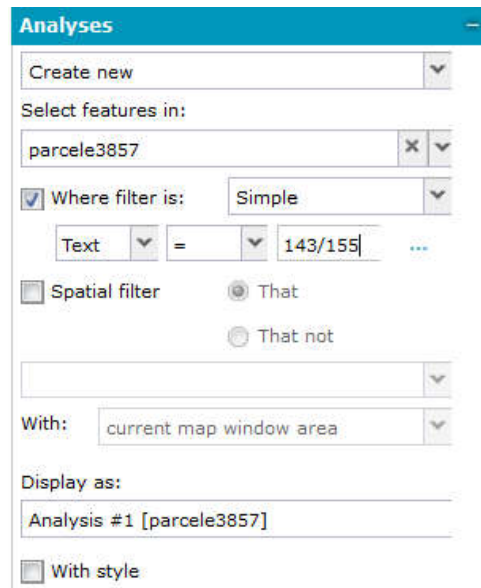 Analyses
Create new
Select features in:
parcele3857
Where filter is: Simple
Text = 143/155 ...
Spatial filter That
That not
With: current map window area
Display as:
Analysis #1 [parcele3857]
With style